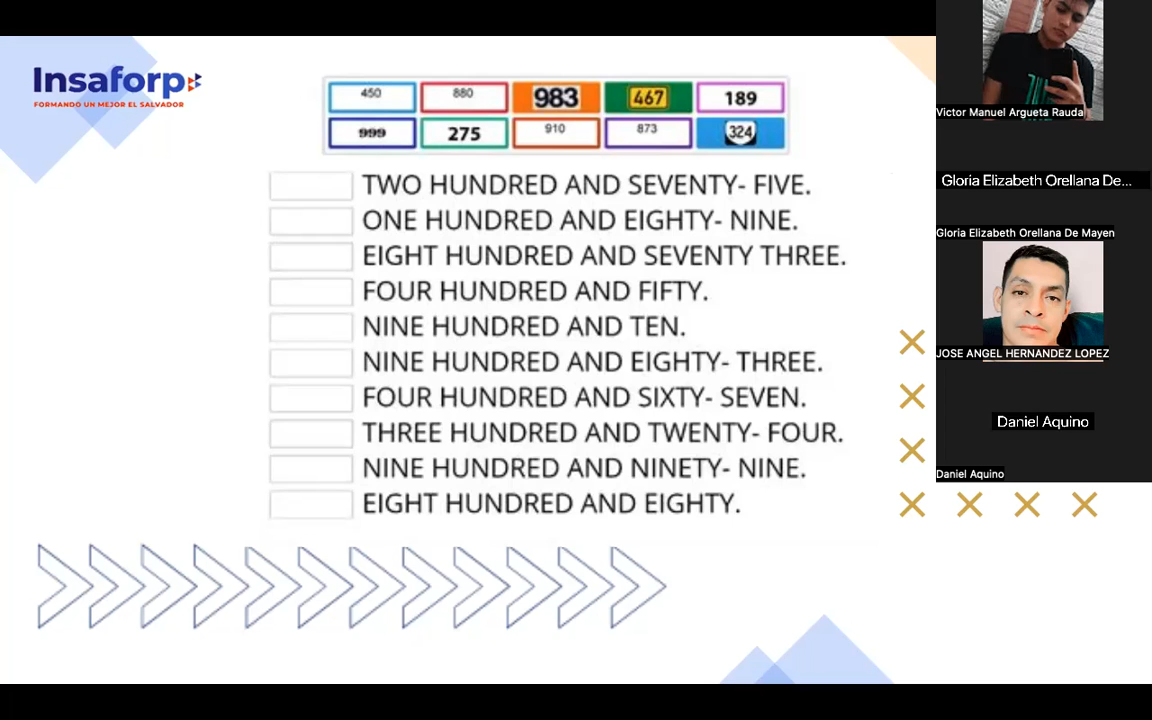 Insaforp
FORMANDO UN MEJOR EL SALVADOR
450 880 983 467 189
999 275 910 873 324
TWO HUNDRED AND SEVENTY- FIVE.
ONE HUNDRED AND EIGHTY- NINE.
EIGHT HUNDRED AND SEVENTY THREE.
FOUR HUNDRED AND FIFTY.
NINE HUNDRED AND TEN.
NINE HUNDRED AND EIGHTY- THREE.
FOUR HUNDRED AND SIXTY- SEVEN.
THREE HUNDRED AND TWENTY- FOUR.
NINE HUNDRED AND NINETY- NINE.
EIGHT HUNDRED AND EIGHTY.
Victor Manuel Argueta Rauda
Gloria Elizabeth Orellana De...
Gloria Elizabeth Orellana De Mayen
JOSE ANGEL HERNANDEZ LOPEZ
Daniel Aquino
Daniel Aquino